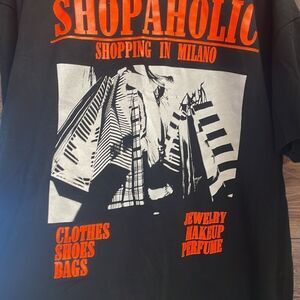 SHOPAHOLIC
SHOPPING IN MILANO
CLOTHES
SHOES
BAGS
JEWELRY
MAKEUP
PERFUME